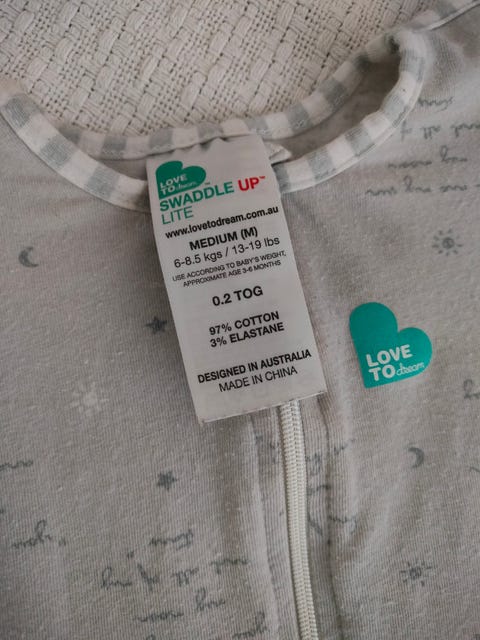 LOVE
TO dream™
SWADDLE UP™
LITE
www.lovetodream.com.au
MEDIUM (M)
6-8.5 kgs / 13-19 lbs
USE ACCORDING TO BABY'S WEIGHT,
APPROXIMATE AGE 3-6 MONTHS
0.2 TOG
97% COTTON
3% ELASTANE
DESIGNED IN AUSTRALIA
MADE IN CHINA
LOVE
TO dream